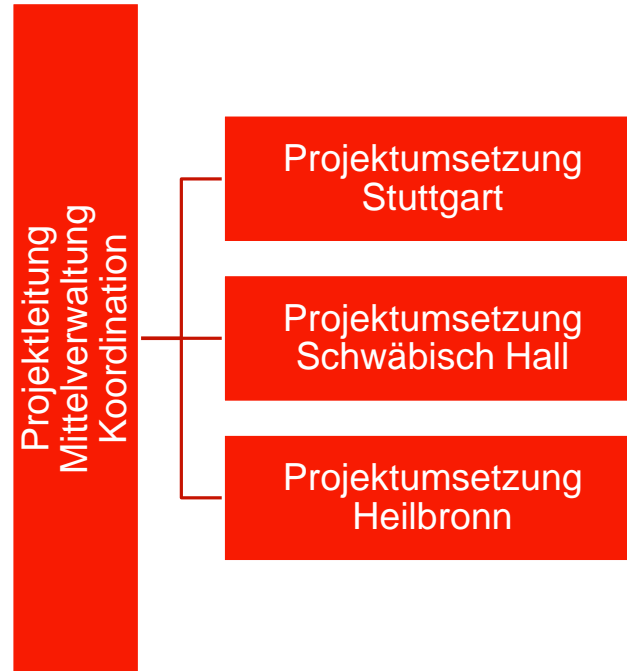 Projektleitung
Mittelverwaltung
Koordination
Projektumsetzung
Stuttgart
Projektumsetzung
Schwäbisch Hall
Projektumsetzung
Heilbronn